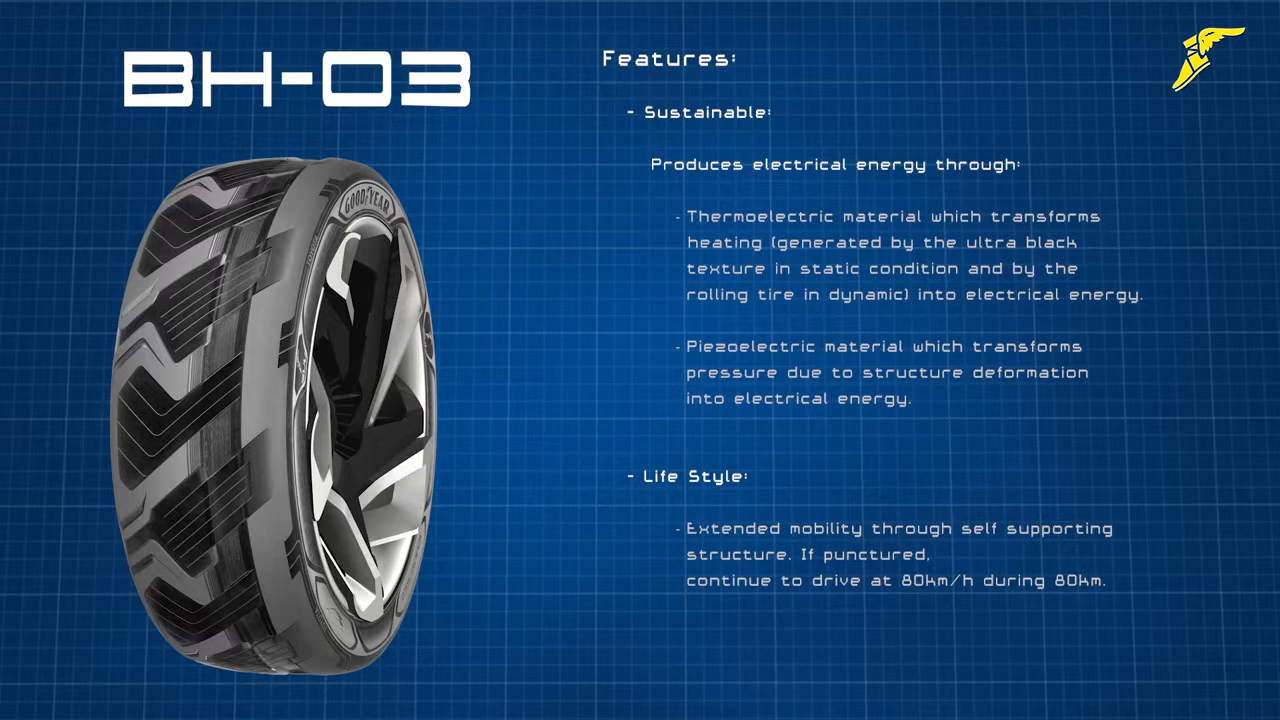 BH-03
GOOD YEAR
Features:
- Sustainable:
Produces electrical energy through:
- Thermoelectric material which transforms
heating (generated by the ultra black
texture in static condition and by the
rolling tire in dynamic) into electrical energy.
- Piezoelectric material which transforms
pressure due to structure deformation
into electrical energy.
- Life Style:
- Extended mobility through self supporting
structure. If punctured,
continue to drive at 80km/h during 80km.